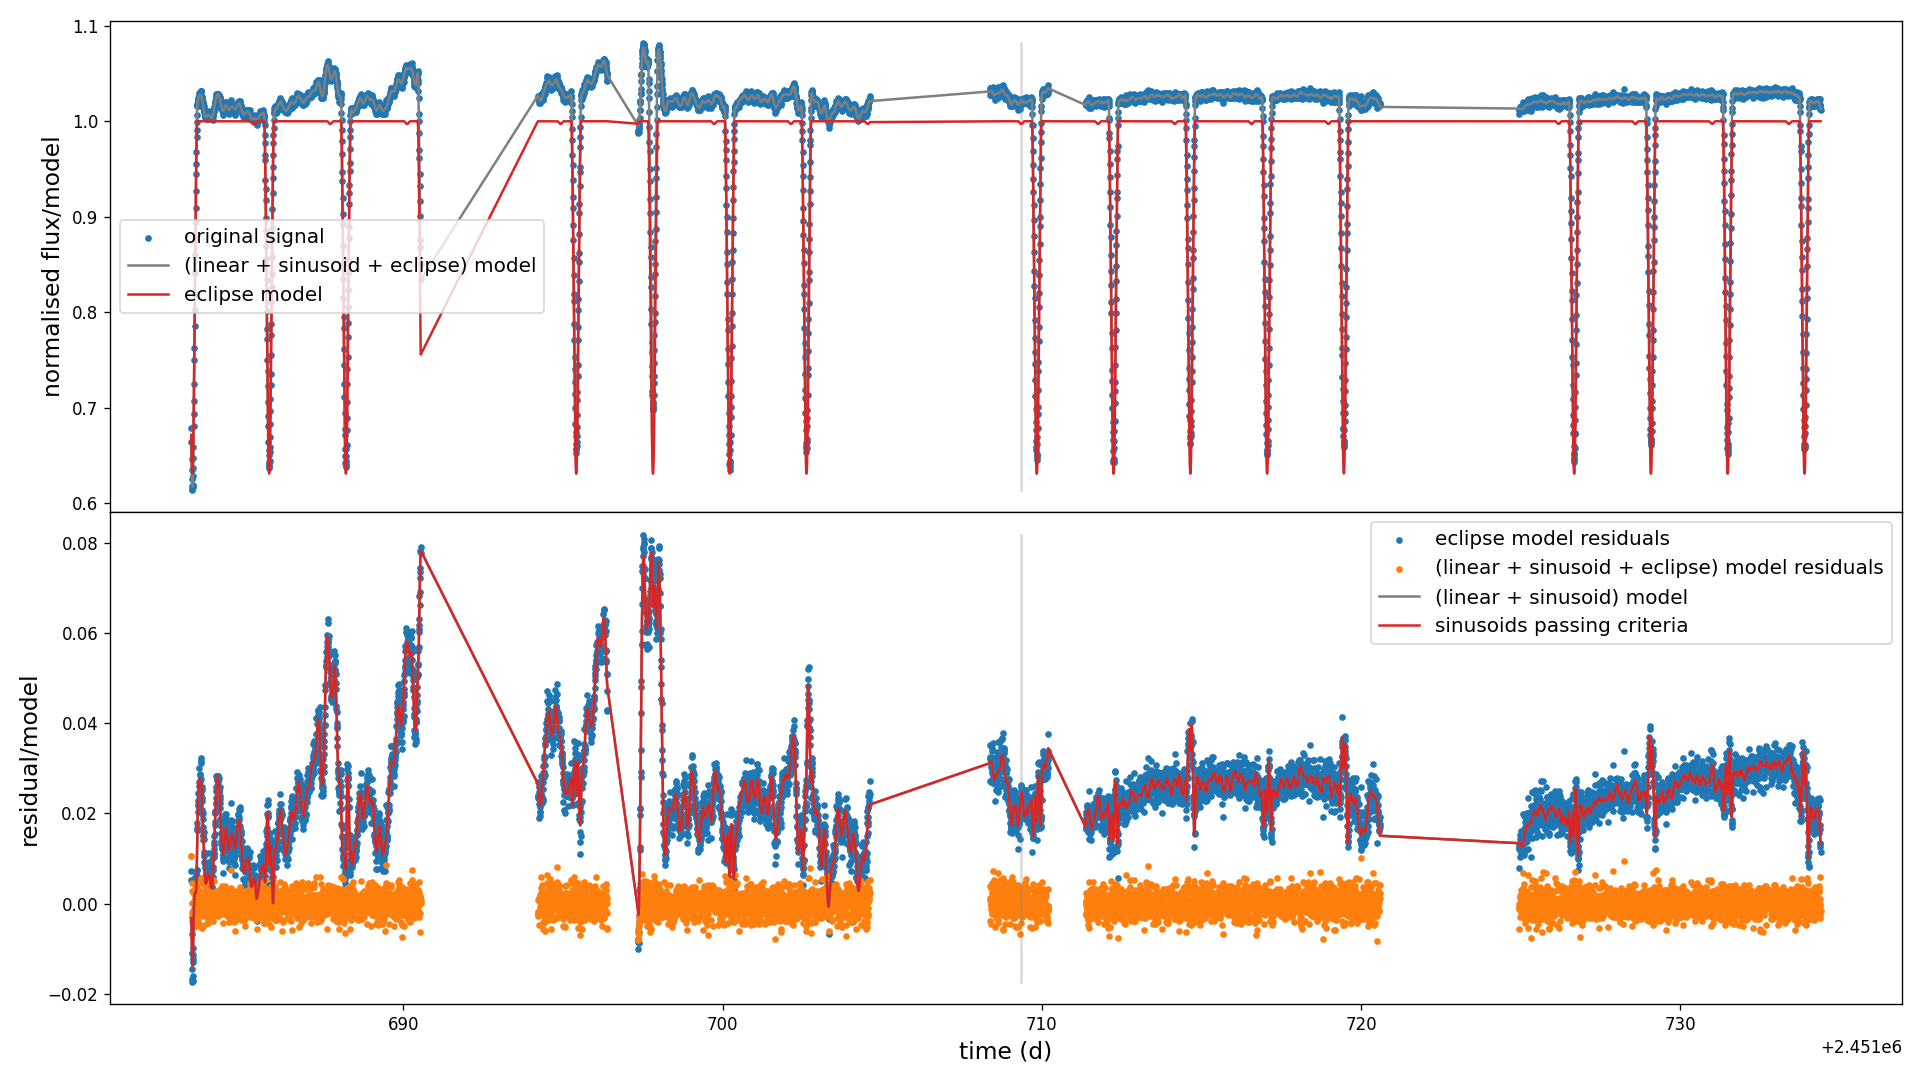 1.1
1.0
0.9
0.8
0.7
0.6
normalised flux/model
original signal
(linear + sinusoid + eclipse) model
eclipse model
0.08
0.06
0.04
0.02
0.00
−0.02
residual/model
eclipse model residuals
(linear + sinusoid + eclipse) model residuals
(linear + sinusoid) model
sinusoids passing criteria
690
700
710
720
730
time (d)
+2.451e6